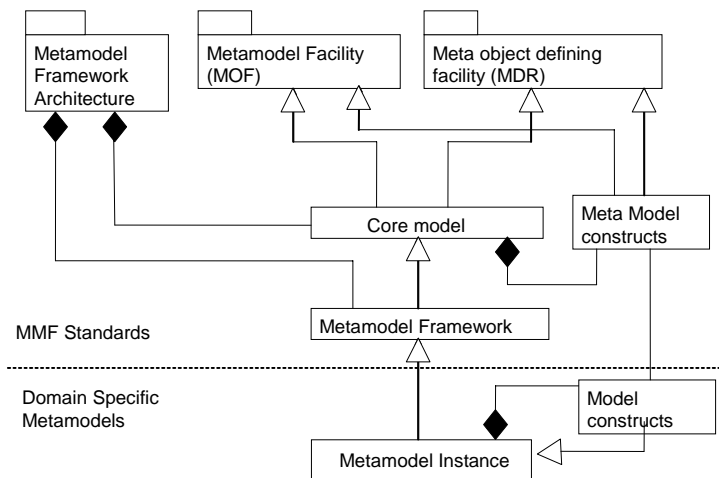 Metamodel
Framework
Architecture
Metamodel Facility
(MOF)
Meta object defining
facility (MDR)
Core model
Meta Model
constructs
Metamodel Framework
MMF Standards
Domain Specific
Metamodels
Model
constructs
Metamodel Instance